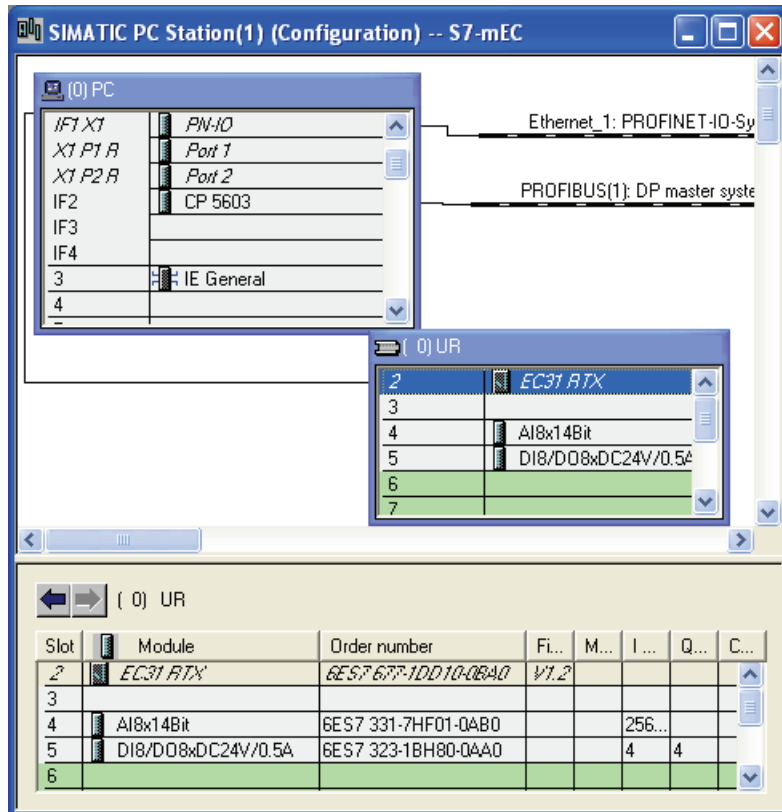 SIMATIC PC Station(1) (Configuration) -- S7-mEC
(0) PC
IF1 X1 PN-IO
X1 P1 R Port 1
X1 P2 R Port 2
IF2 CP 5603
IF3
IF4
3 IE General
4
Ethernet_1: PROFINET-IO-Sy
PROFIBUS(1): DP master syste
( 0) UR
2 EC31 RTX
3
4 AI8x14Bit
5 DI8/DO8xDC24V/0.5A
6
7
( 0) UR
Slot Module Order number Fi... M... I ... Q... C...
2 EC31 RTX 6ES7 677-1DD10-0BA0 V1.2
3
4 AI8x14Bit 6ES7 331-7HF01-0AB0 256...
5 DI8/DO8xDC24V/0.5A 6ES7 323-1BH80-0AA0 4 4
6